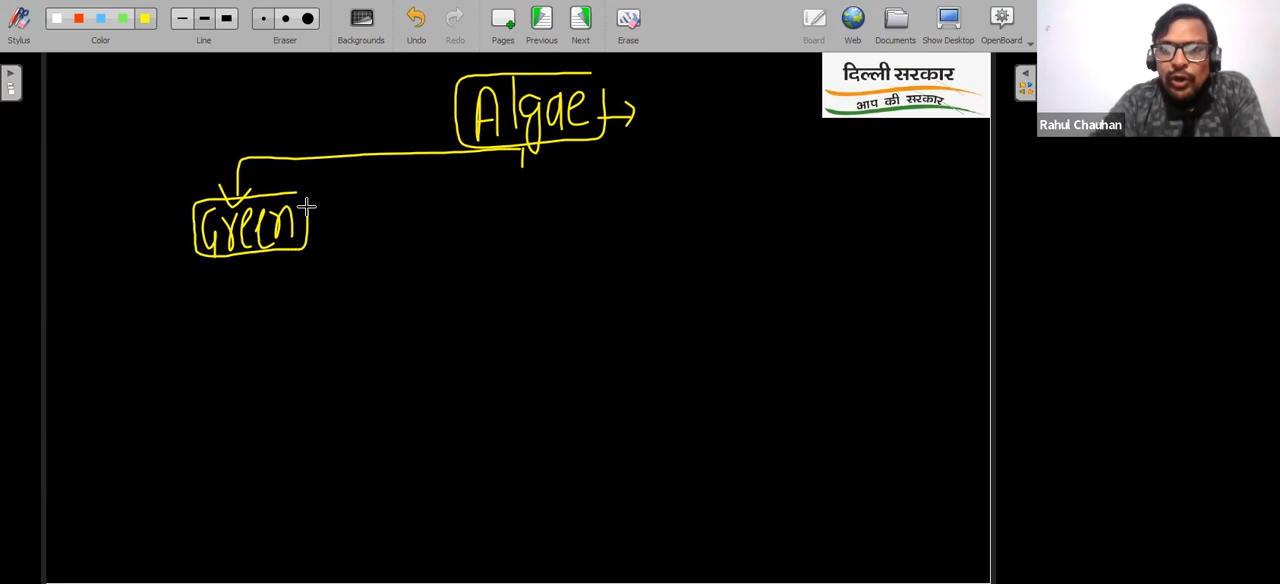 Stylus
Color
Line
Eraser
Backgrounds
Undo
Redo
Pages
Previous
Next
Erase
Board
Web
Documents
Show Desktop
OpenBoard
Algae
दिल्ली सरकार
आप की सरकार
Rahul Chauhan
Green